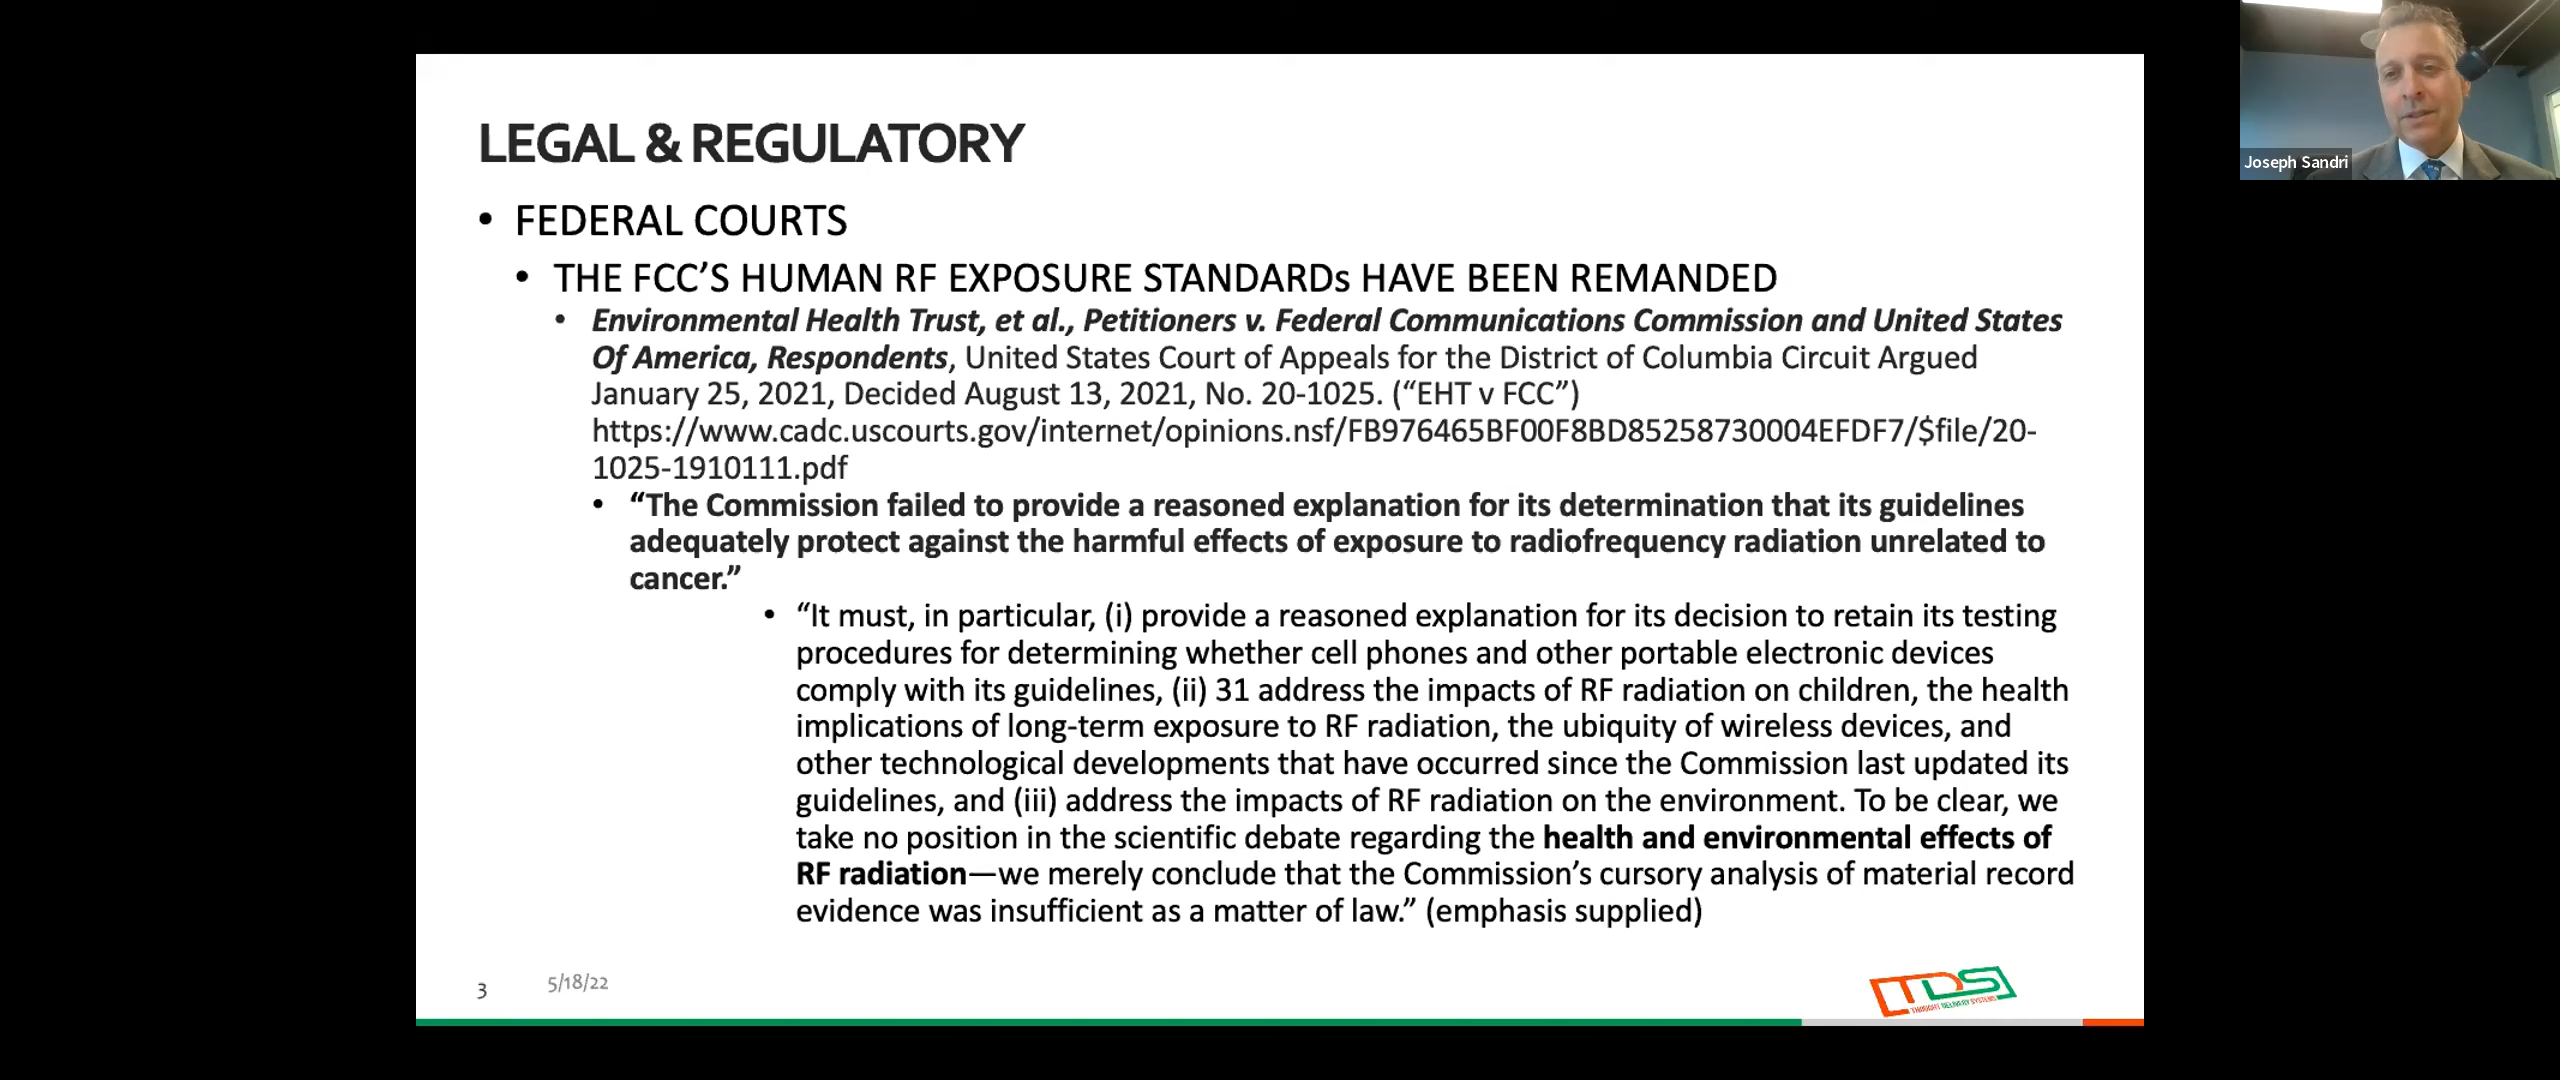 LEGAL & REGULATORY
Joseph Sandri
• FEDERAL COURTS
• THE FCC’S HUMAN RF EXPOSURE STANDARDs HAVE BEEN REMANDED
• Environmental Health Trust, et al., Petitioners v. Federal Communications Commission and United States
Of America, Respondents, United States Court of Appeals for the District of Columbia Circuit Argued
January 25, 2021, Decided August 13, 2021, No. 20-1025. (“EHT v FCC”)
https://www.cadc.uscourts.gov/internet/opinions.nsf/FB976465BF00F8BD85258730004EFDF7/$file/20-
1025-1910111.pdf
• “The Commission failed to provide a reasoned explanation for its determination that its guidelines
adequately protect against the harmful effects of exposure to radiofrequency radiation unrelated to
cancer.”
• “It must, in particular, (i) provide a reasoned explanation for its decision to retain its testing
procedures for determining whether cell phones and other portable electronic devices
comply with its guidelines, (ii) 31 address the impacts of RF radiation on children, the health
implications of long-term exposure to RF radiation, the ubiquity of wireless devices, and
other technological developments that have occurred since the Commission last updated its
guidelines, and (iii) address the impacts of RF radiation on the environment. To be clear, we
take no position in the scientific debate regarding the health and environmental effects of
RF radiation—we merely conclude that the Commission’s cursory analysis of material record
evidence was insufficient as a matter of law.” (emphasis supplied)
3
5/18/22
TDS
THOUGHT DELIVERY SYSTEMS